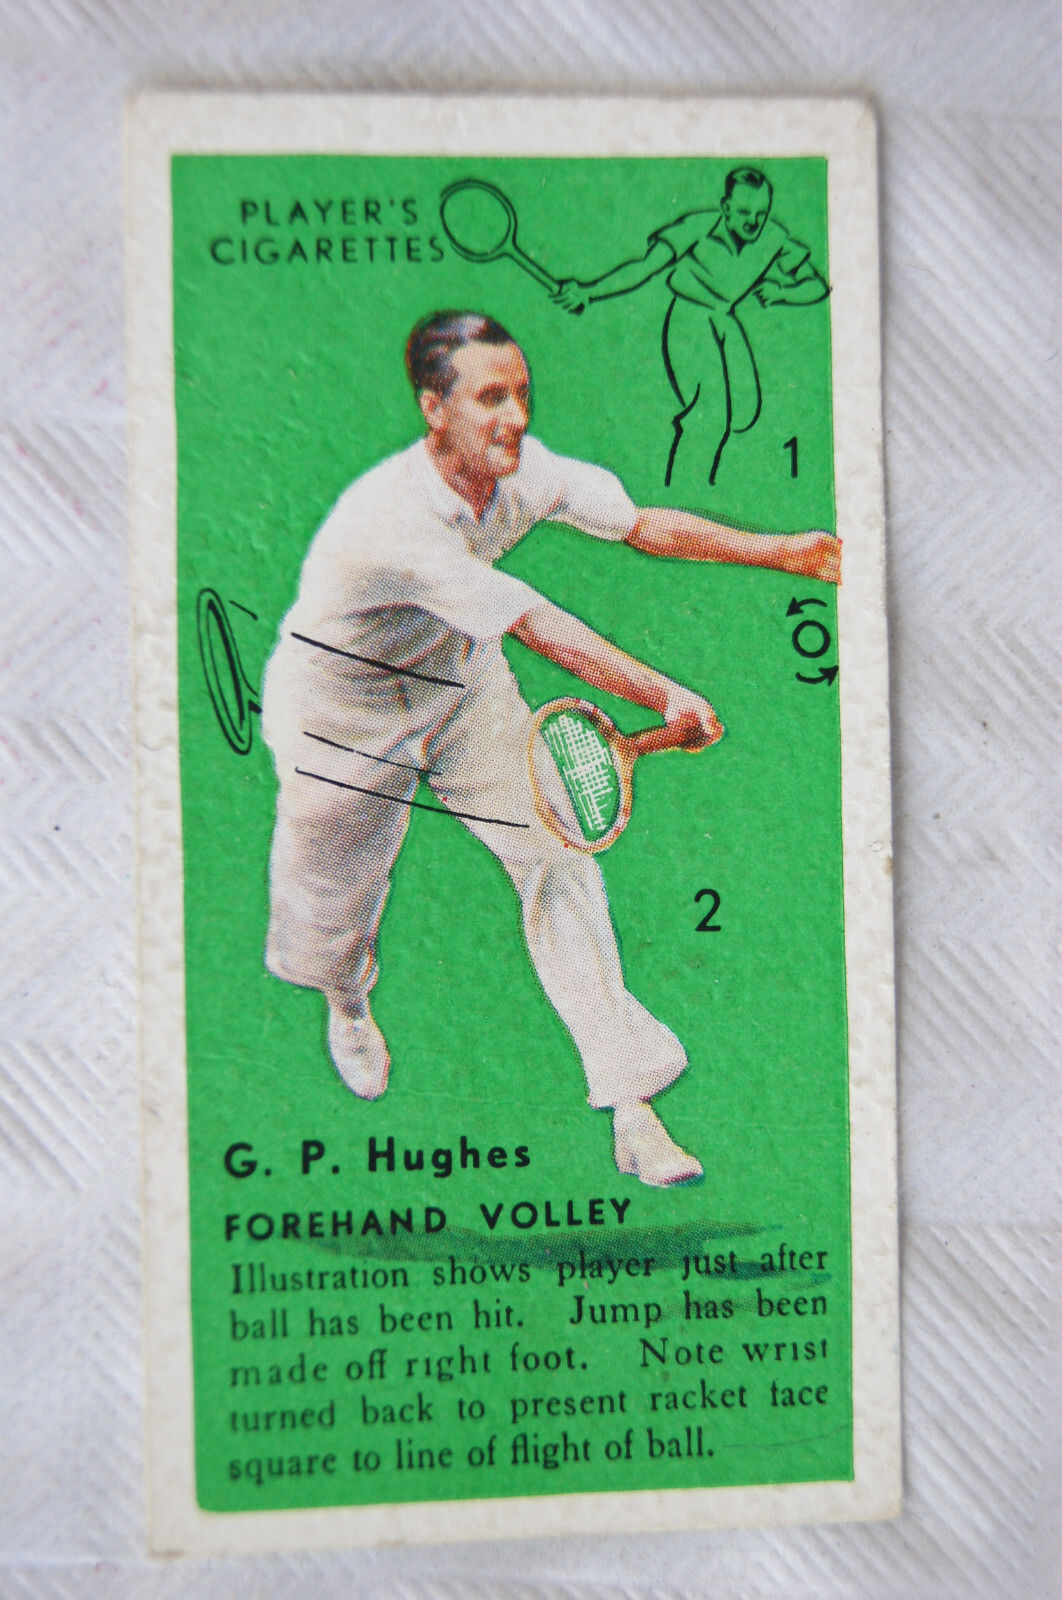 PLAYER'S
CIGARETTES
1
2
G. P. Hughes
FOREHAND VOLLEY
Illustration shows player just after
ball has been hit. Jump has been
made off right foot. Note wrist
turned back to present racket face
square to line of flight of ball.